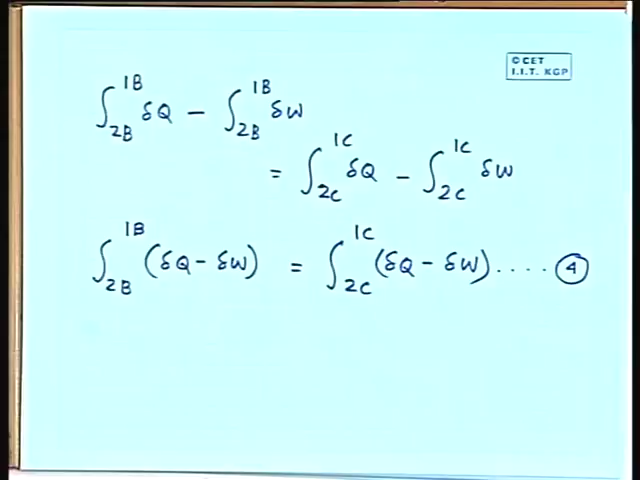 © CET
I.I.T. KGP
∫_{2B}^{1B} δQ − ∫_{2B}^{1B} δW
= ∫_{2C}^{1C} δQ − ∫_{2C}^{1C} δW
∫_{2B}^{1B} (δQ − δW) = ∫_{2C}^{1C} (δQ − δW) .... ④